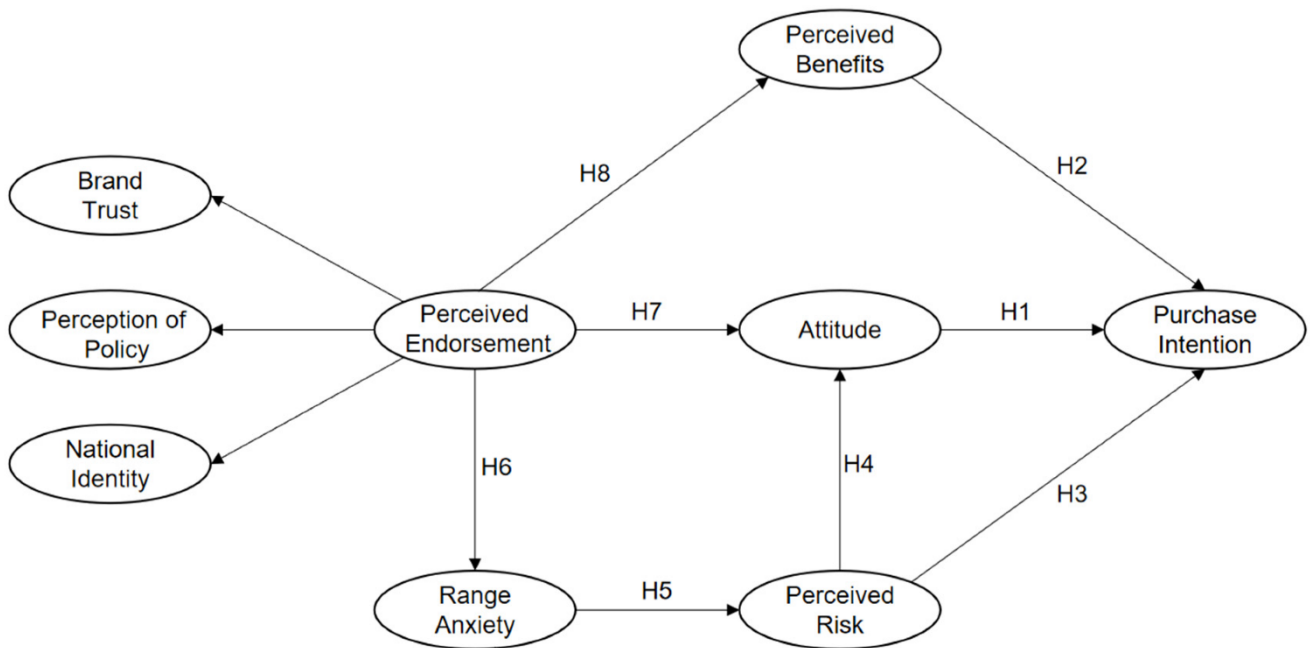 Perceived
Benefits
H8
H2
Brand
Trust
Perception of
Policy
National
Identity
Perceived
Endorsement
H7
Attitude
H1
Purchase
Intention
H6
H4
H3
Range
Anxiety
H5
Perceived
Risk